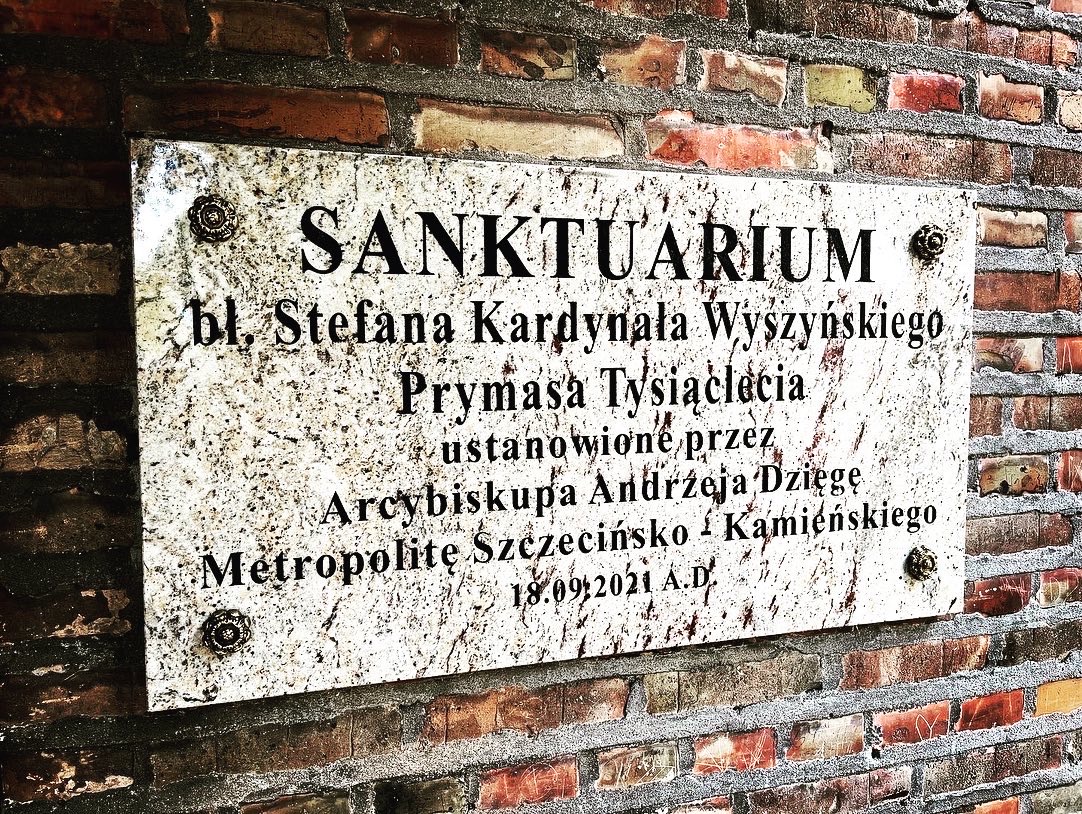 SANKTUARIUM
bł. Stefana Kardynała Wyszyńskiego
Prymasa Tysiąclecia
ustanowione przez
Arcybiskupa Andrzeja Dzięgę
Metropolitę Szczecińsko - Kamieńskiego
18.09.2021 A.D.